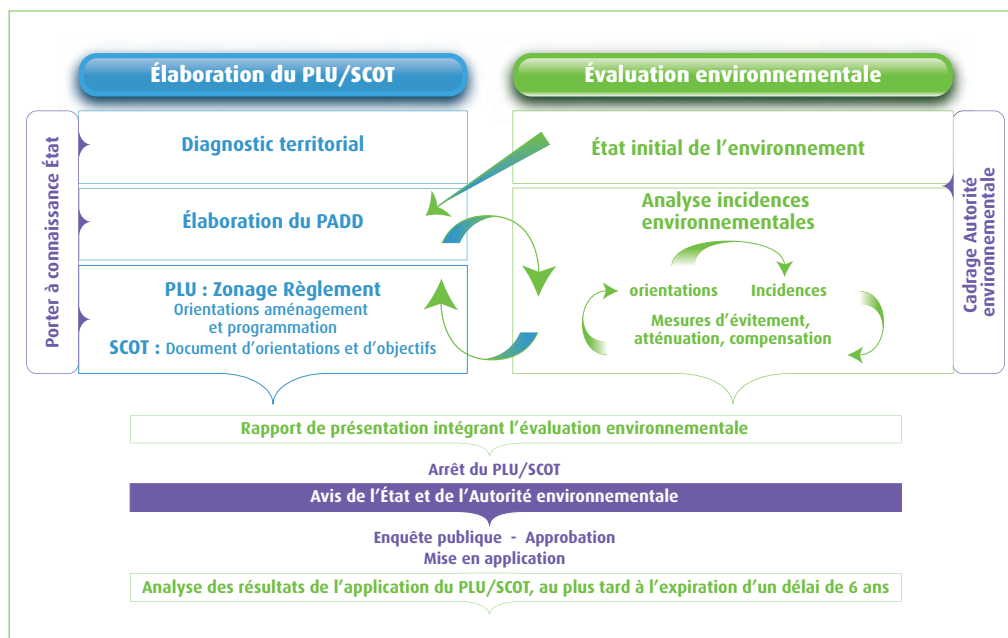 Élaboration du PLU/SCOT
Évaluation environnementale
Porter à connaissance État
Diagnostic territorial
Élaboration du PADD
PLU : Zonage Règlement
Orientations aménagement
et programmation
SCOT : Document d'orientations et d'objectifs
État initial de l'environnement
Analyse incidences
environnementales
orientations
Incidences
Mesures d'évitement,
atténuation, compensation
Cadrage Autorité
environnementale
Rapport de présentation intégrant l'évaluation environnementale
Arrêt du PLU/SCOT
Avis de l'État et de l'Autorité environnementale
Enquête publique - Approbation
Mise en application
Analyse des résultats de l'application du PLU/SCOT, au plus tard à l'expiration d'un délai de 6 ans